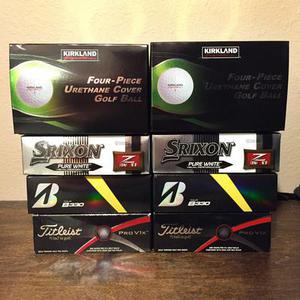 KIRKLAND
FOUR-PIECE
URETHANE COVER
GOLF BALL
KIRKLAND
FOUR-PIECE
URETHANE COVER
GOLF BALL
SRIXON
PURE WHITE
Z
SRIXON
PURE WHITE
Z
B
B330
B
B330
Titleist
PRO V1x
Titleist
PRO V1x